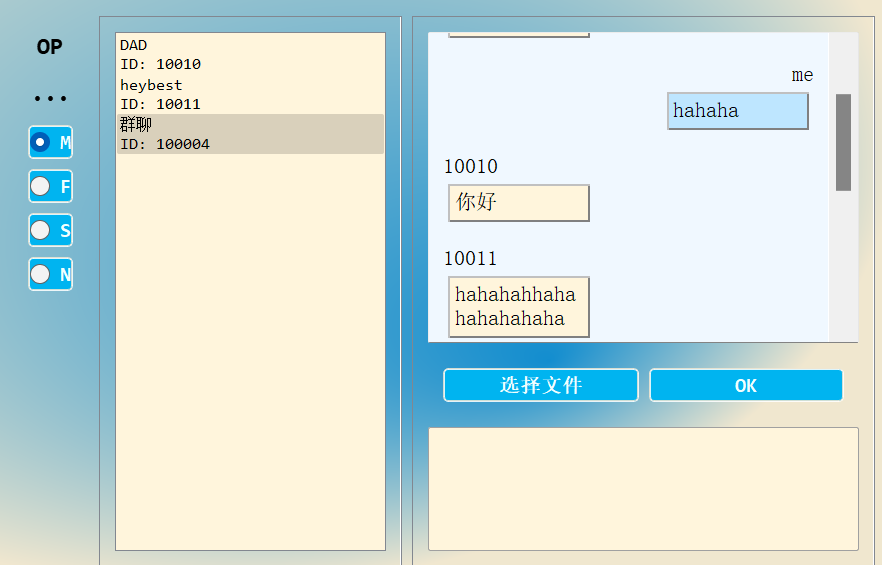 OP
...
M
F
S
N
DAD
ID: 10010
heybest
ID: 10011
群聊
ID: 100004
me
hahaha
10010
你好
10011
hahahahhaha
hahahahaha
选择文件
OK